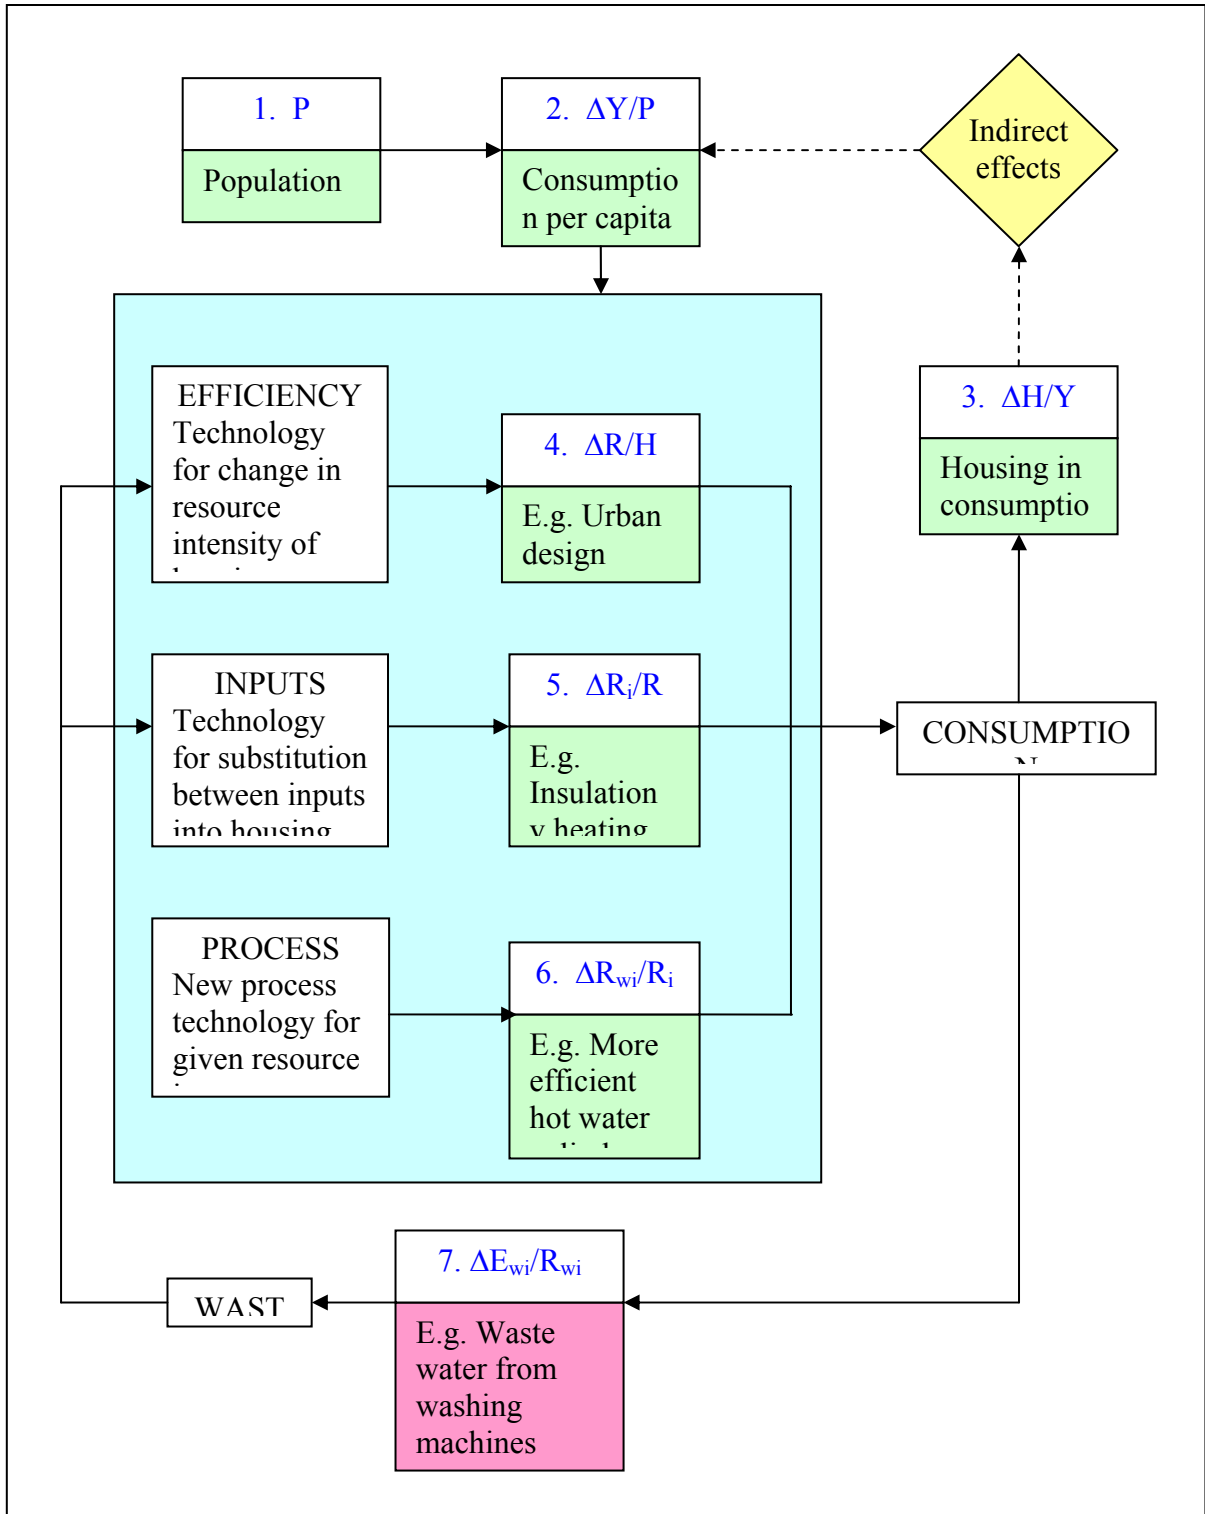 1. P
Population
2. ΔY/P
Consumptio
n per capita
Indirect
effects
3. ΔH/Y
Housing in
consumptio
EFFICIENCY
Technology
for change in
resource
intensity of
4. ΔR/H
E.g. Urban
design
INPUTS
Technology
for substitution
between inputs
into housing
5. ΔRi/R
E.g.
Insulation
v heating
CONSUMPTIO
N
PROCESS
New process
technology for
given resource
6. ΔRwi/Ri
E.g. More
efficient
hot water
7. ΔEwi/Rwi
E.g. Waste
water from
washing
machines
WAST